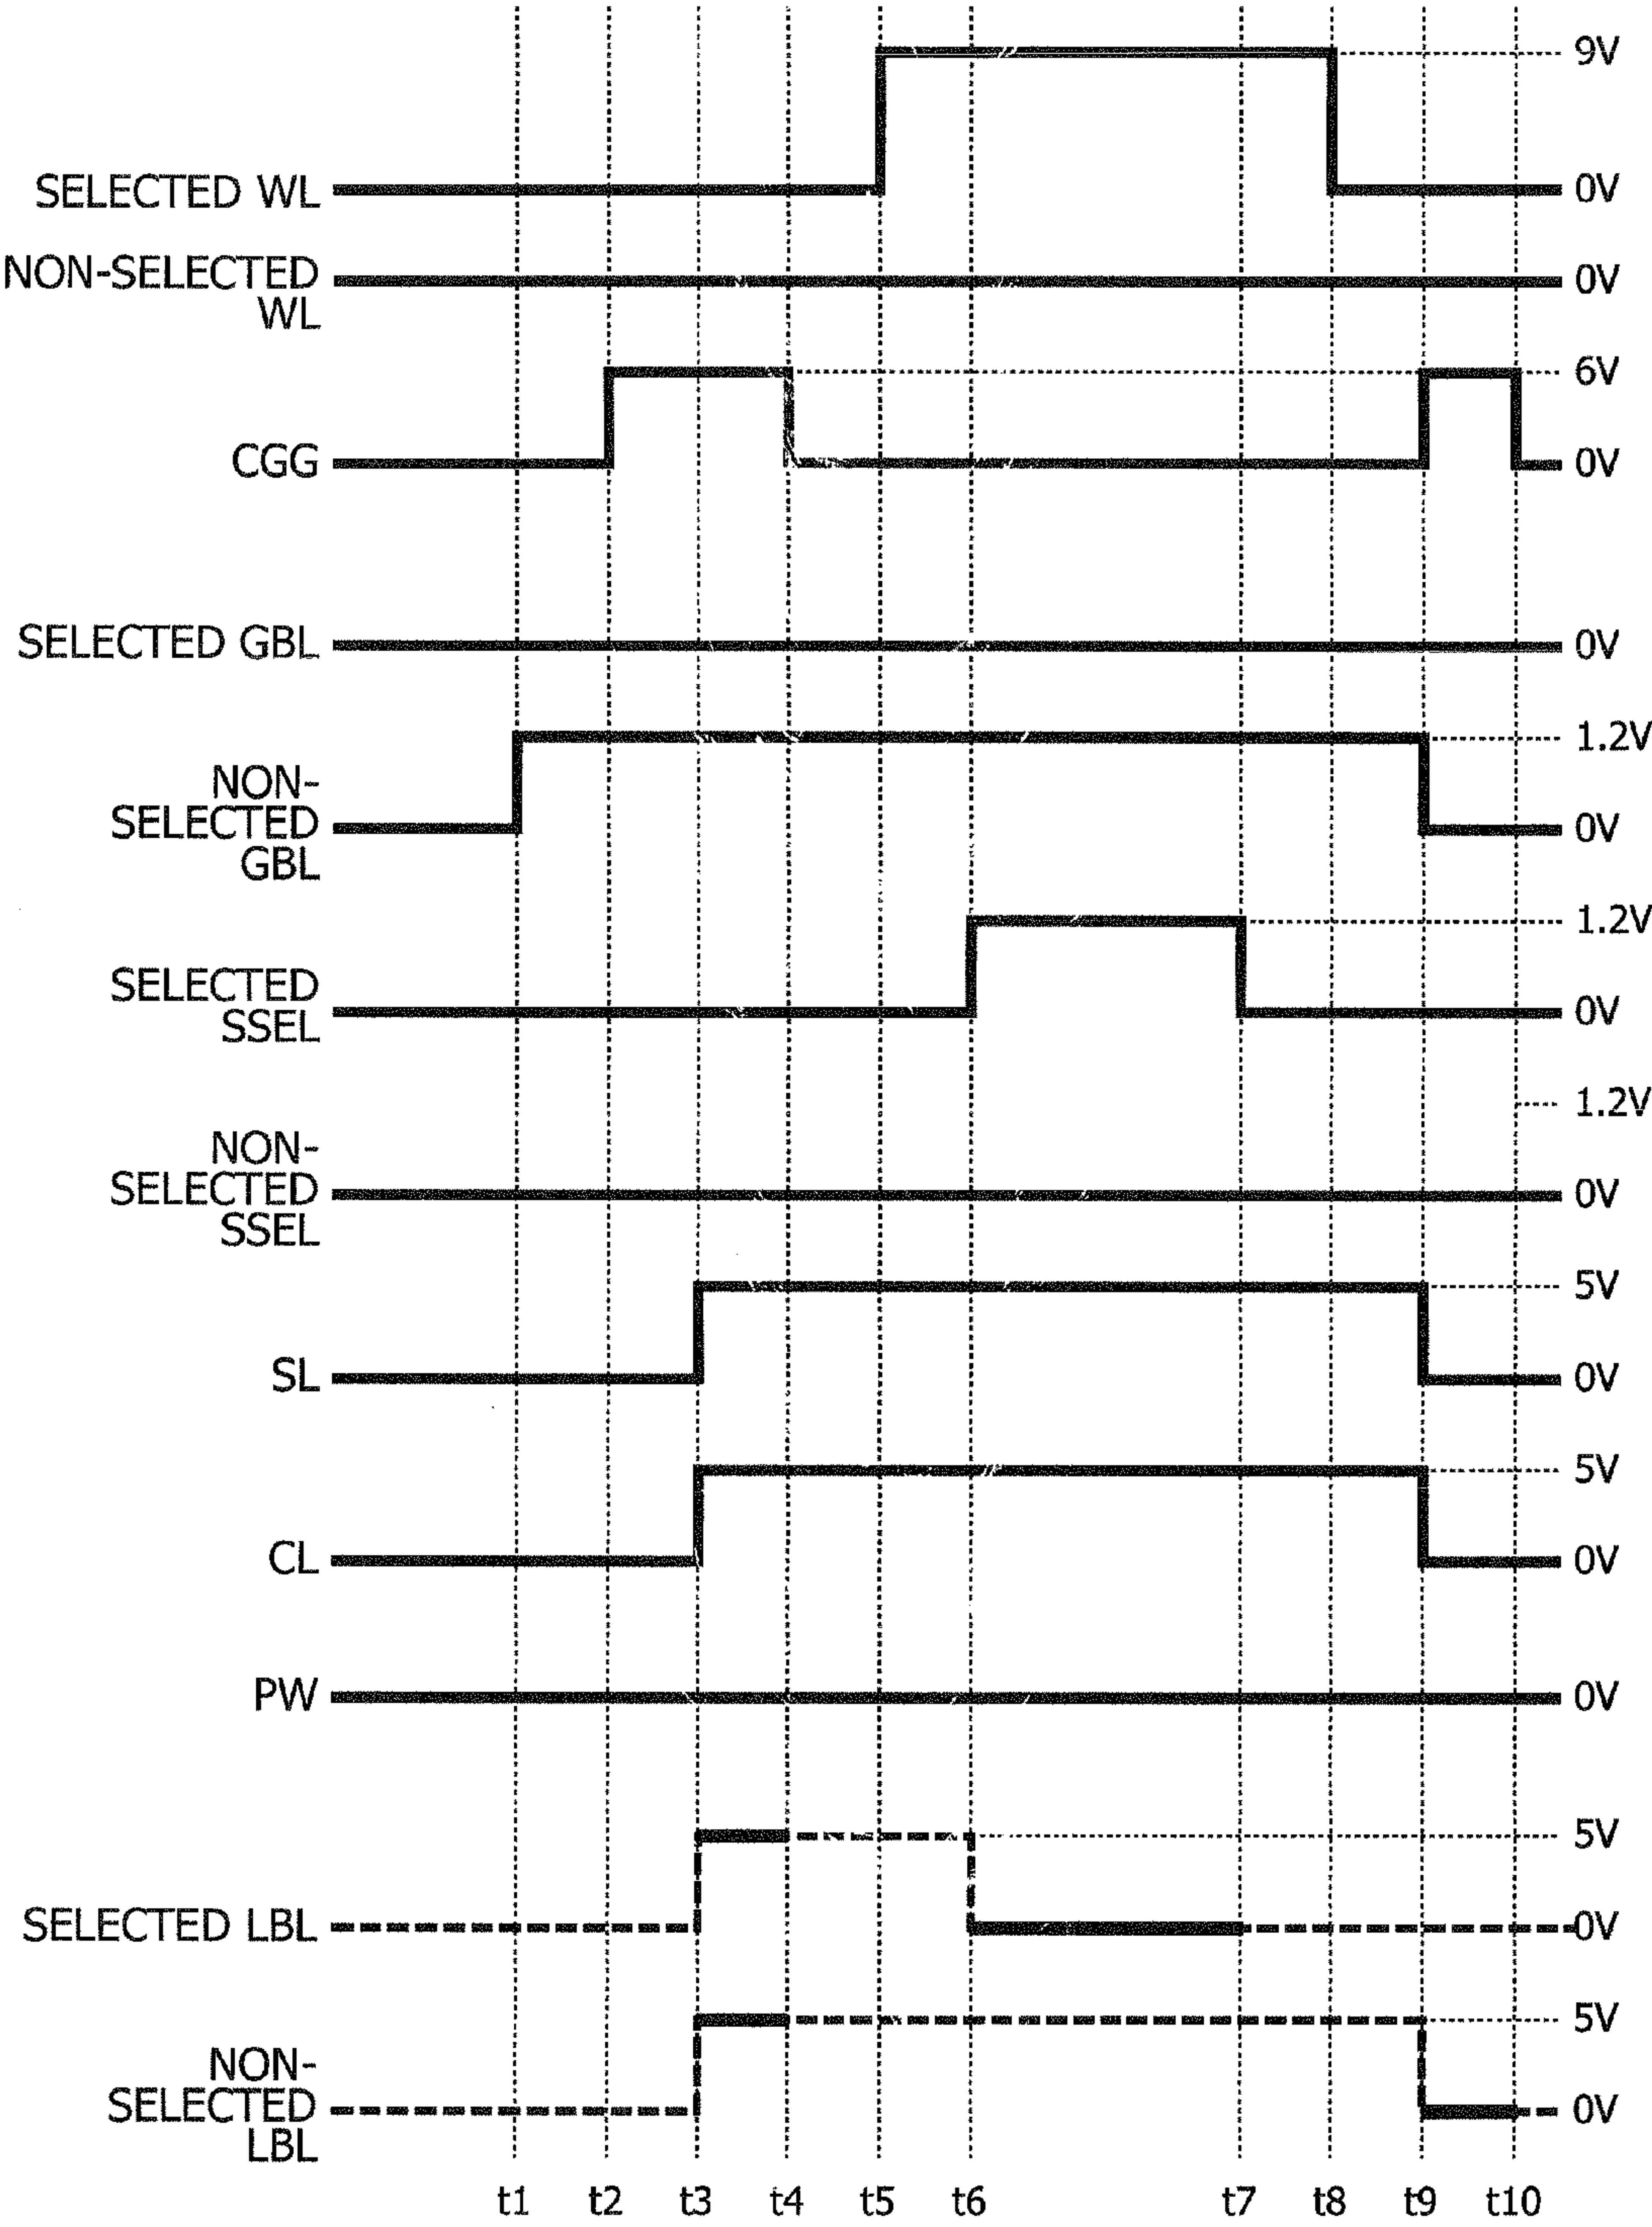 9V
SELECTED WL
0V
NON-SELECTED
WL
0V
6V
CGG
0V
SELECTED GBL
0V
1.2V
NON-
SELECTED
GBL
0V
1.2V
SELECTED
SSEL
0V
1.2V
NON-
SELECTED
SSEL
0V
5V
SL
0V
5V
CL
0V
PW
0V
5V
SELECTED LBL
0V
5V
NON-
SELECTED
LBL
0V
t1 t2 t3 t4 t5 t6 t7 t8 t9 t10